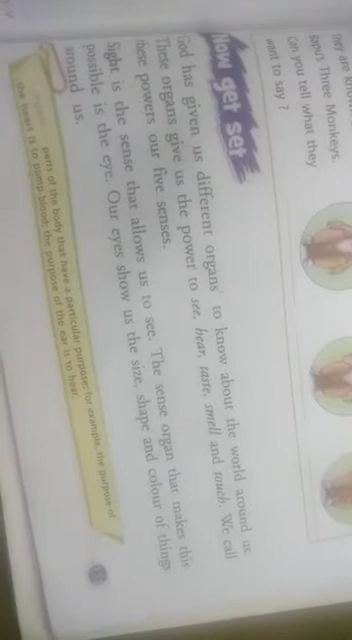 They are know
Bapu's Three Monkeys.
Can you tell what they
want to say?
Now get set
God has given us different organs to know about the world around us.
These organs give us the power to see, hear, taste, smell and touch. We call
these powers our five senses.
Sight is the sense that allows us to see. The sense organ that makes this
possible is the eye. Our eyes show us the size, shape and colour of things
around us.
parts of the body that have a particular purpose; for example, the purpose of
the heart is to pump blood; the purpose of the ear is to hear.